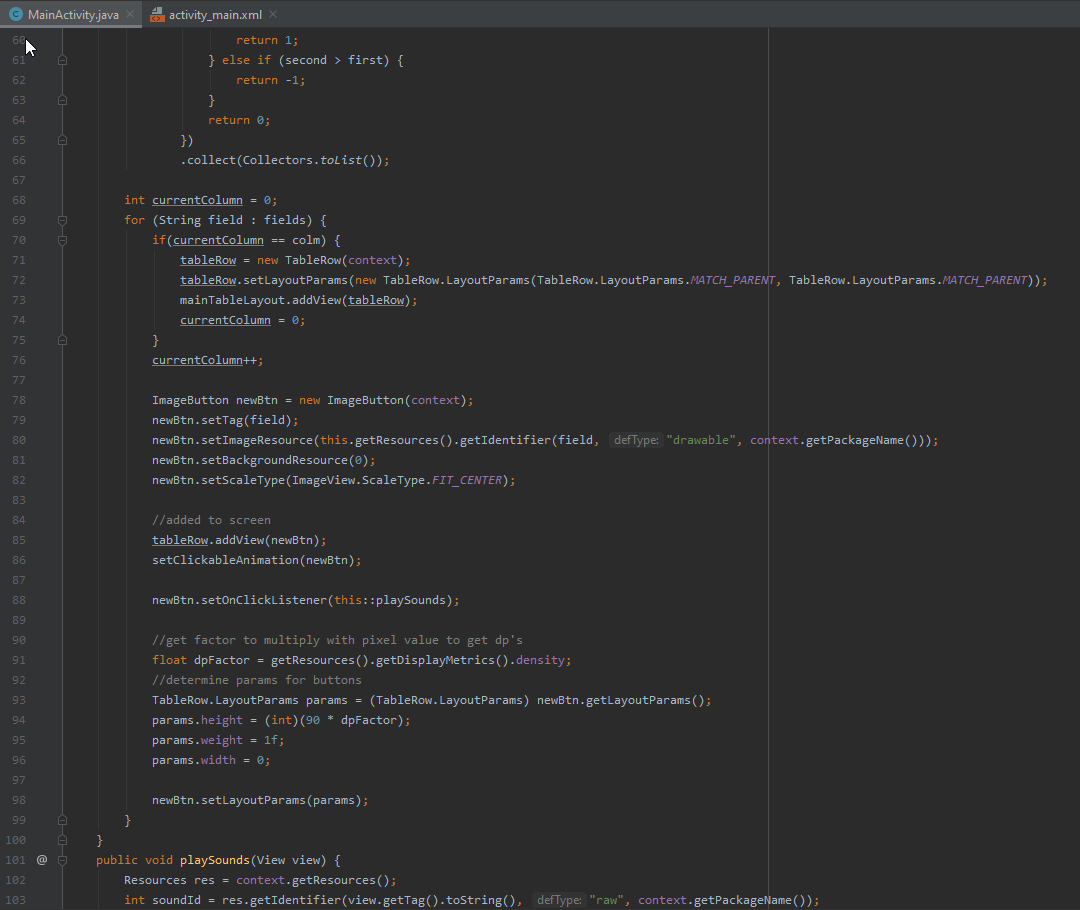 MainActivity.java activity_main.xml
60 return 1;
61 } else if (second > first) {
62 return -1;
63 }
64 return 0;
65 })
66 .collect(Collectors.toList());
67
68 int currentColumn = 0;
69 for (String field : fields) {
70 if(currentColumn == colm) {
71 tableRow = new TableRow(context);
72 tableRow.setLayoutParams(new TableRow.LayoutParams(TableRow.LayoutParams.MATCH_PARENT, TableRow.LayoutParams.MATCH_PARENT));
73 mainTableLayout.addView(tableRow);
74 currentColumn = 0;
75 }
76 currentColumn++;
77
78 ImageButton newBtn = new ImageButton(context);
79 newBtn.setTag(field);
80 newBtn.setImageResource(this.getResources().getIdentifier(field, defType: "drawable", context.getPackageName()));
81 newBtn.setBackgroundResource(0);
82 newBtn.setScaleType(ImageView.ScaleType.FIT_CENTER);
83
84 //added to screen
85 tableRow.addView(newBtn);
86 setClickableAnimation(newBtn);
87
88 newBtn.setOnClickListener(this::playSounds);
89
90 //get factor to multiply with pixel value to get dp's
91 float dpFactor = getResources().getDisplayMetrics().density;
92 //determine params for buttons
93 TableRow.LayoutParams params = (TableRow.LayoutParams) newBtn.getLayoutParams();
94 params.height = (int)(90 * dpFactor);
95 params.weight = 1f;
96 params.width = 0;
97
98 newBtn.setLayoutParams(params);
99 }
100 }
101 @ public void playSounds(View view) {
102 Resources res = context.getResources();
103 int soundId = res.getIdentifier(view.getTag().toString(), defType: "raw", context.getPackageName());